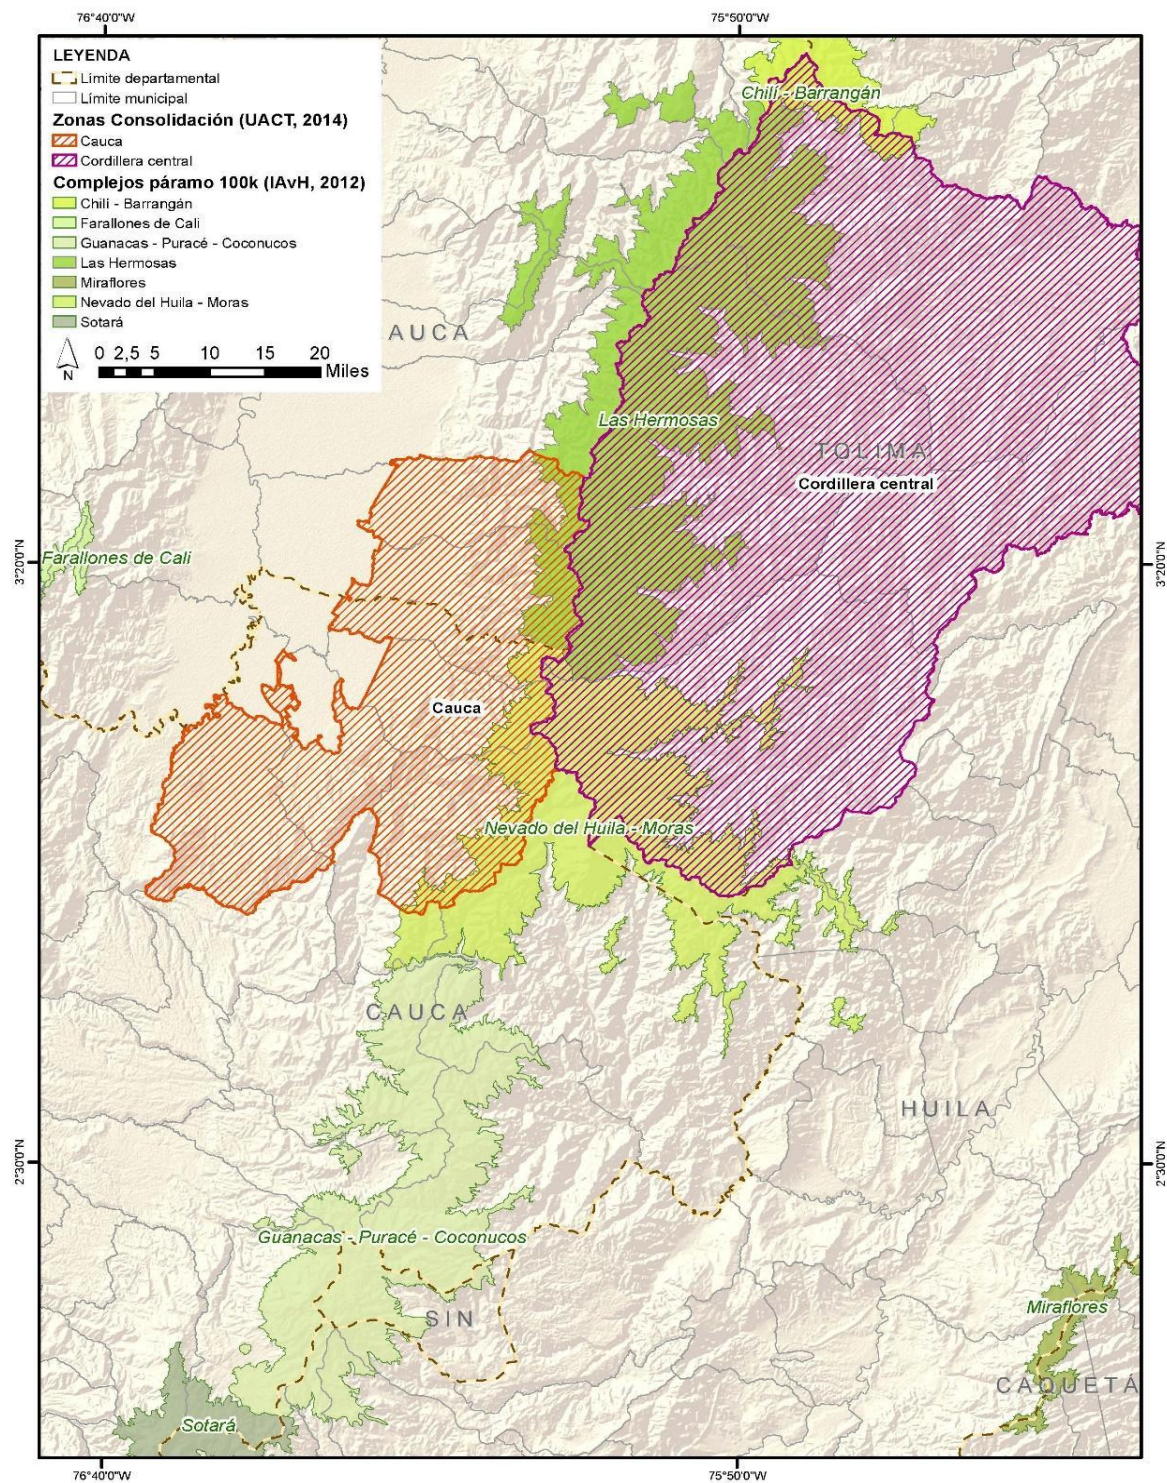 76°40'0"W
75°50'0"W
LEYENDA
Límite departamental
Límite municipal
Zonas Consolidación (UACT, 2014)
Cauca
Cordillera central
Complejos páramo 100k (IAvH, 2012)
Chilí - Barrangán
Farallones de Cali
Guanacas - Puracé - Coconucos
Las Hermosas
Miraflores
Nevado del Huila - Moras
Sotará
N
0 2,5 5 10 15 20
Miles
Chilí - Barrangán
AUCA
Las Hermosas
TOLIMA
Cordillera central
Farallones de Cali
3°20'0"N
3°20'0"N
Cauca
Nevado del Huila - Moras
CAUCA
HUILA
2°30'0"N
2°30'0"N
Guanacas - Puracé - Coconucos
SIN
Miraflores
CAQUETÁ
Sotará
76°40'0"W
75°50'0"W